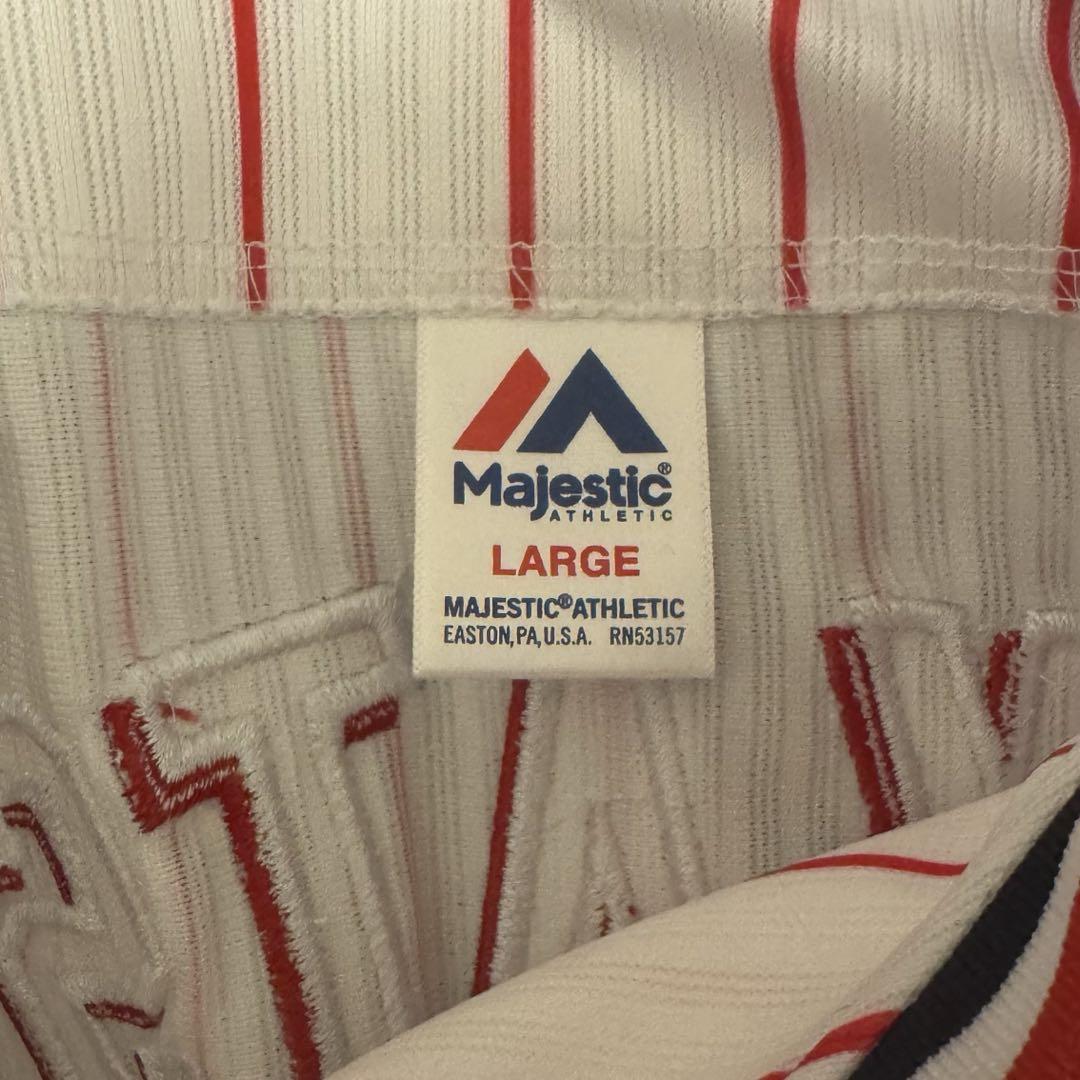 Majestic®
ATHLETIC
LARGE
MAJESTIC®ATHLETIC
EASTON, PA, U.S.A. RN53157